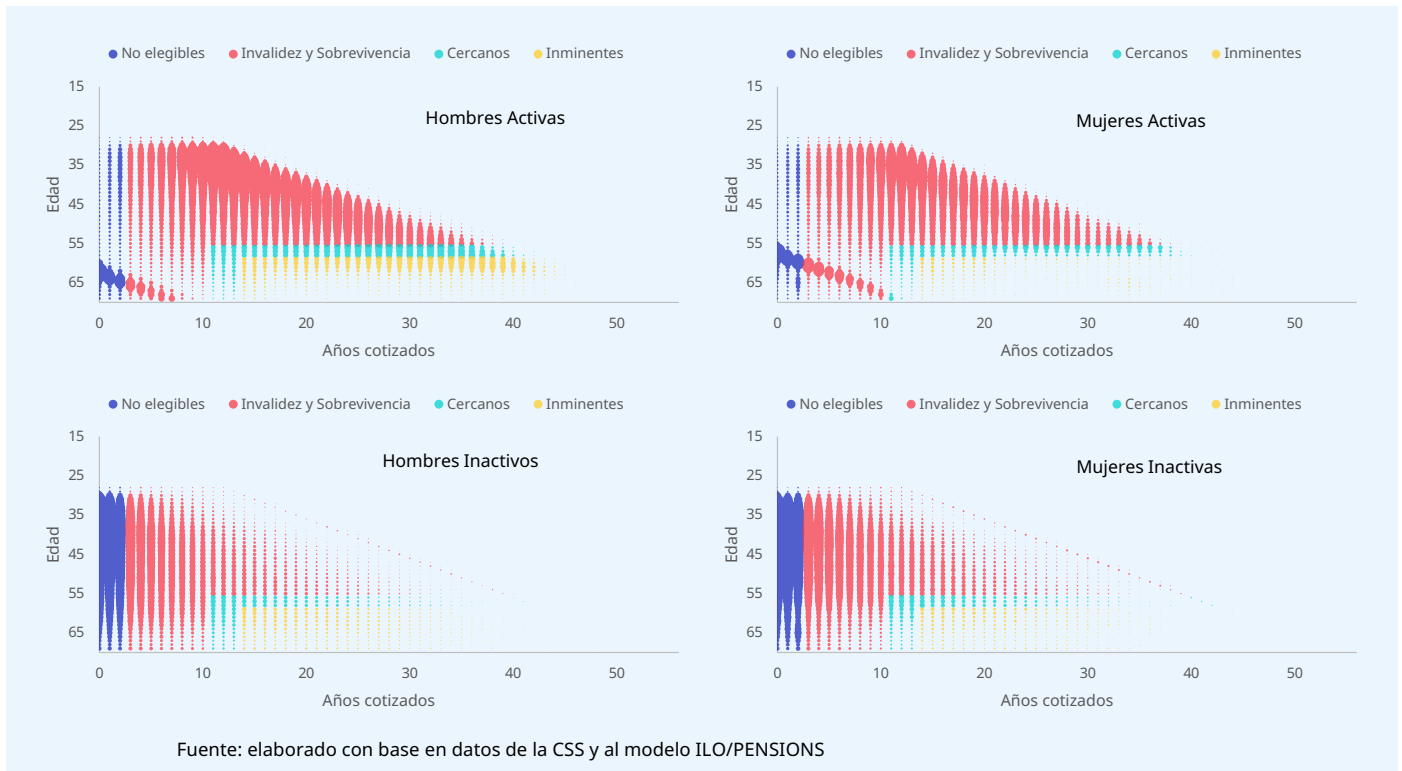 No elegibles Invalidez y Sobrevivencia Cercanos Inminentes
Hombres Activas
Edad
15
25
35
45
55
65
0 10 20 30 40 50
Años cotizados
No elegibles Invalidez y Sobrevivencia Cercanos Inminentes
Mujeres Activas
Edad
15
25
35
45
55
65
0 10 20 30 40 50
Años cotizados
No elegibles Invalidez y Sobrevivencia Cercanos Inminentes
Hombres Inactivos
Edad
15
25
35
45
55
65
0 10 20 30 40 50
Años cotizados
No elegibles Invalidez y Sobrevivencia Cercanos Inminentes
Mujeres Inactivas
Edad
15
25
35
45
55
65
0 10 20 30 40 50
Años cotizados
Fuente: elaborado con base en datos de la CSS y al modelo ILO/PENSIONS